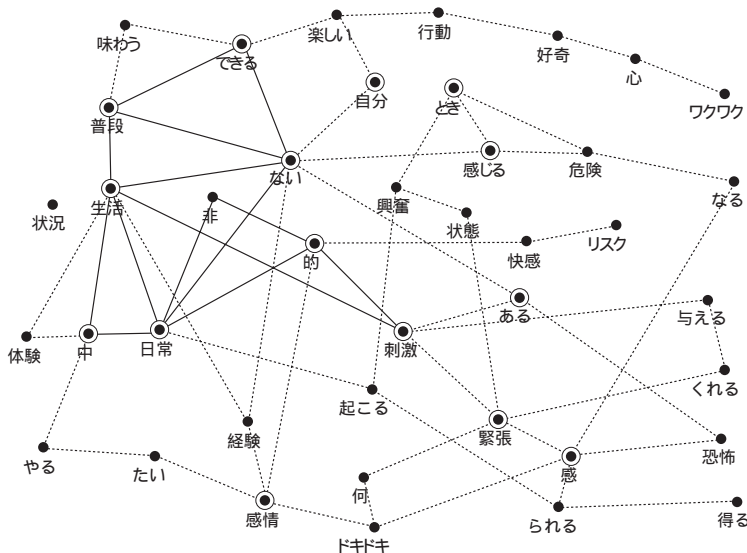 味わう
できる
楽しい
行動
好奇
心
ワクワク
普段
自分
とき
ない
感じる
危険
なる
状況
生活
非
興奮
状態
的
快感
リスク
ある
与える
体験
中
日常
刺激
起こる
くれる
経験
緊張
恐怖
やる
たい
何
感
感情
ドキドキ
られる
得る